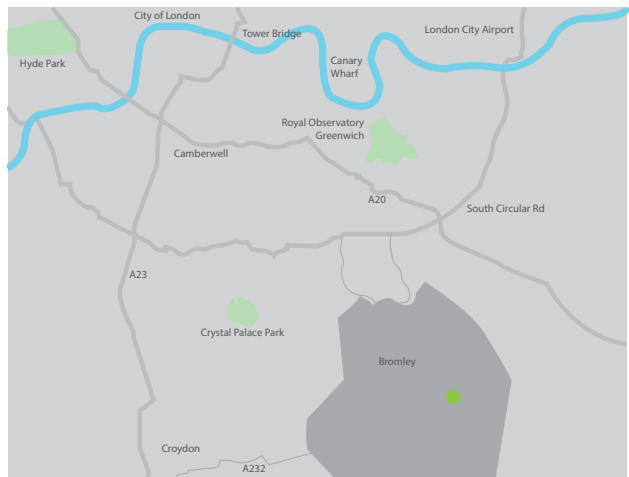 City of London
Tower Bridge
London City Airport
Hyde Park
Canary
Wharf
Royal Observatory
Greenwich
Camberwell
A20
South Circular Rd
A23
Crystal Palace Park
Bromley
Croydon
A232